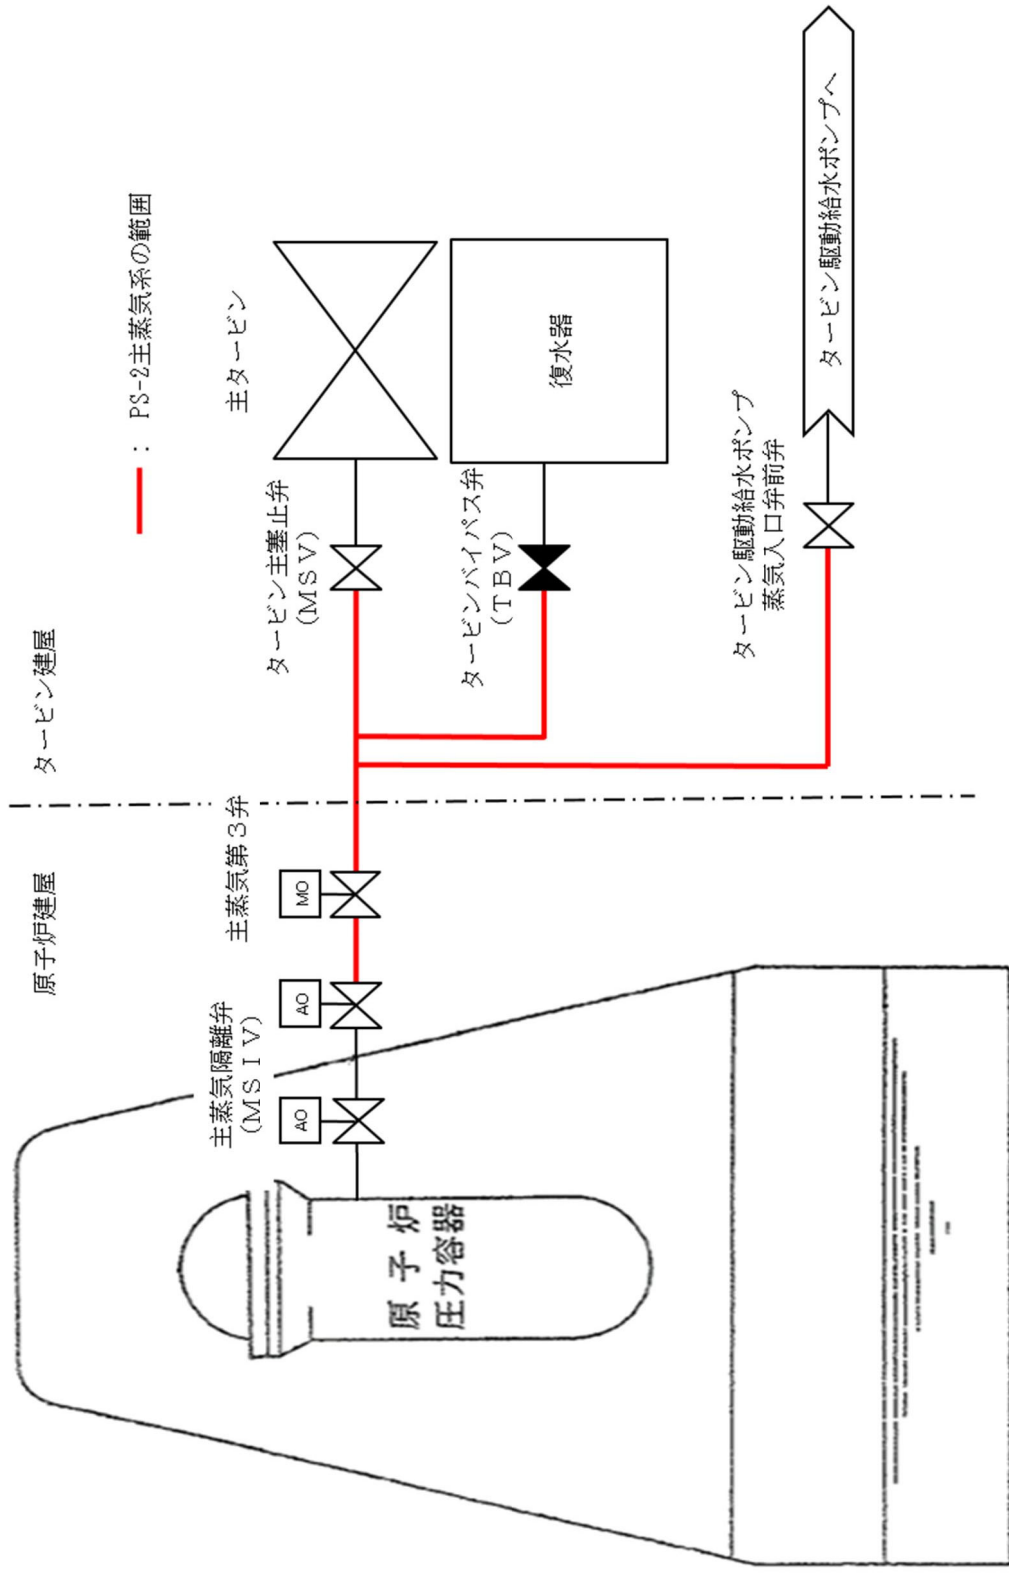 原子炉建屋
タービン建屋
━ : PS-2主蒸気系の範囲
主蒸気隔離弁
(MSIV)
主蒸気第3弁
タービン主塞止弁
(MSV)
主タービン
AO
AO
MO
タービンバイパス弁
(TBV)
復水器
原子炉
圧力容器
タービン駆動給水ポンプ
蒸気入口弁前弁
タービン駆動給水ポンプへ